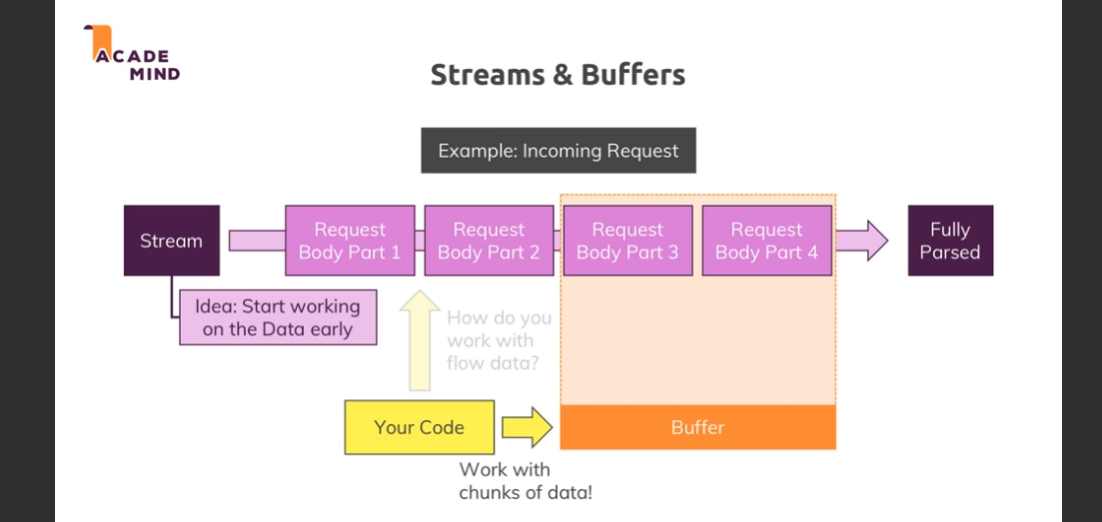 ACADE
MIND
Streams & Buffers
Example: Incoming Request
Stream
Request
Body Part 1
Request
Body Part 2
Request
Body Part 3
Request
Body Part 4
Fully
Parsed
Idea: Start working
on the Data early
How do you
work with
flow data?
Your Code
Buffer
Work with
chunks of data!